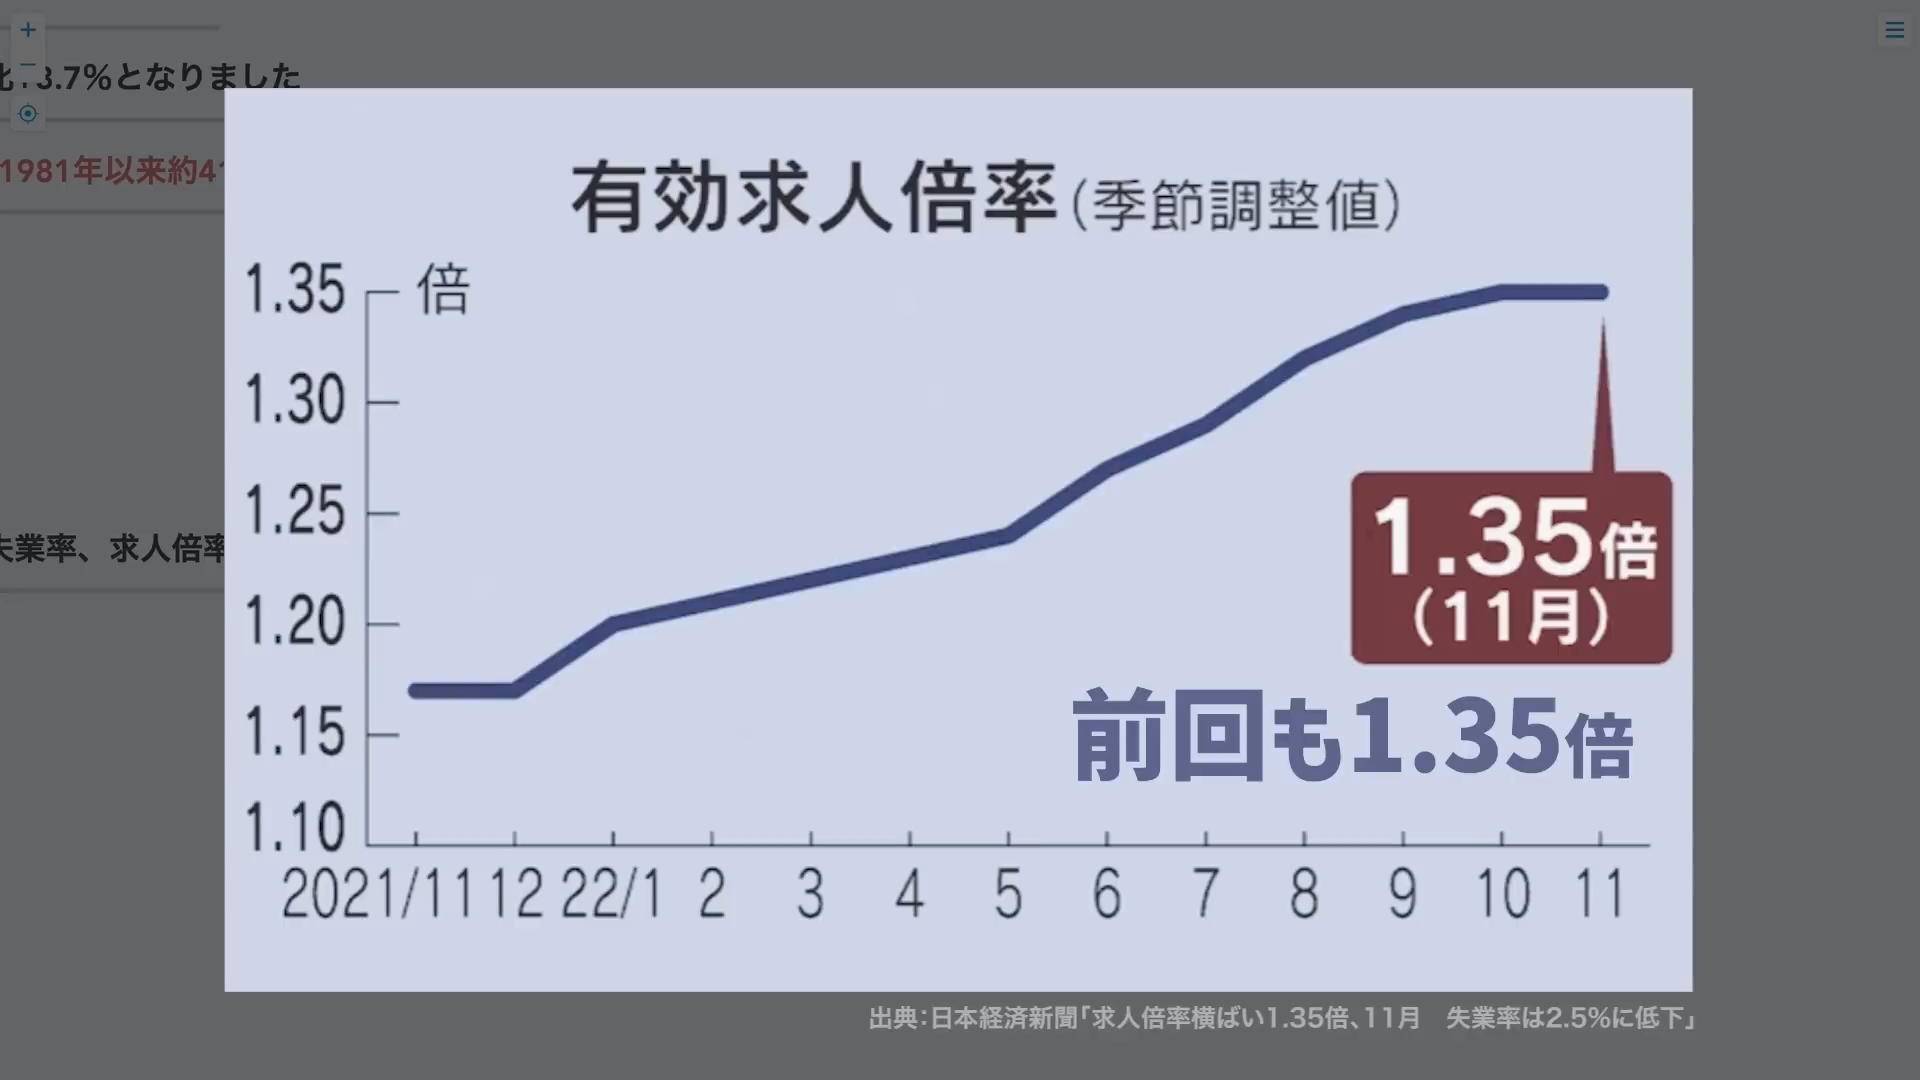 3.7%となりました
1981年以来約4
失業率、求人倍率
有効求人倍率(季節調整値)
倍
1.35
1.30
1.25
1.20
1.15
1.10
2021/11 12 22/1 2 3 4 5 6 7 8 9 10 11
1.35倍
(11月)
前回も1.35倍
出典:日本経済新聞「求人倍率横ばい1.35倍、11月 失業率は2.5%に低下」